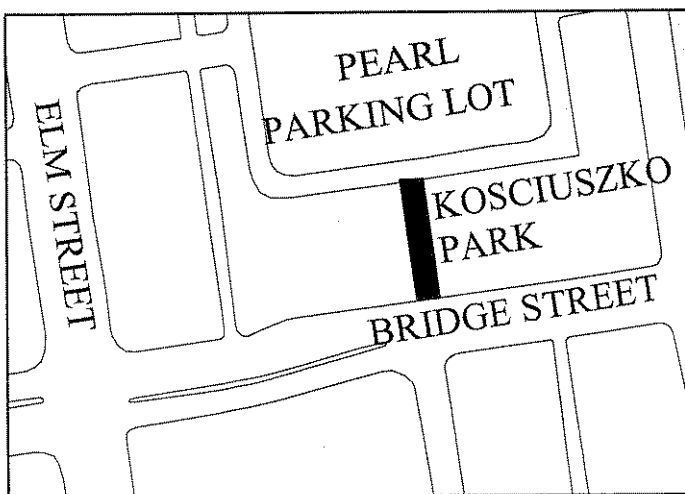 PEARL
PARKING LOT
ELM STREET
KOSCIUSZKO
PARK
BRIDGE STREET